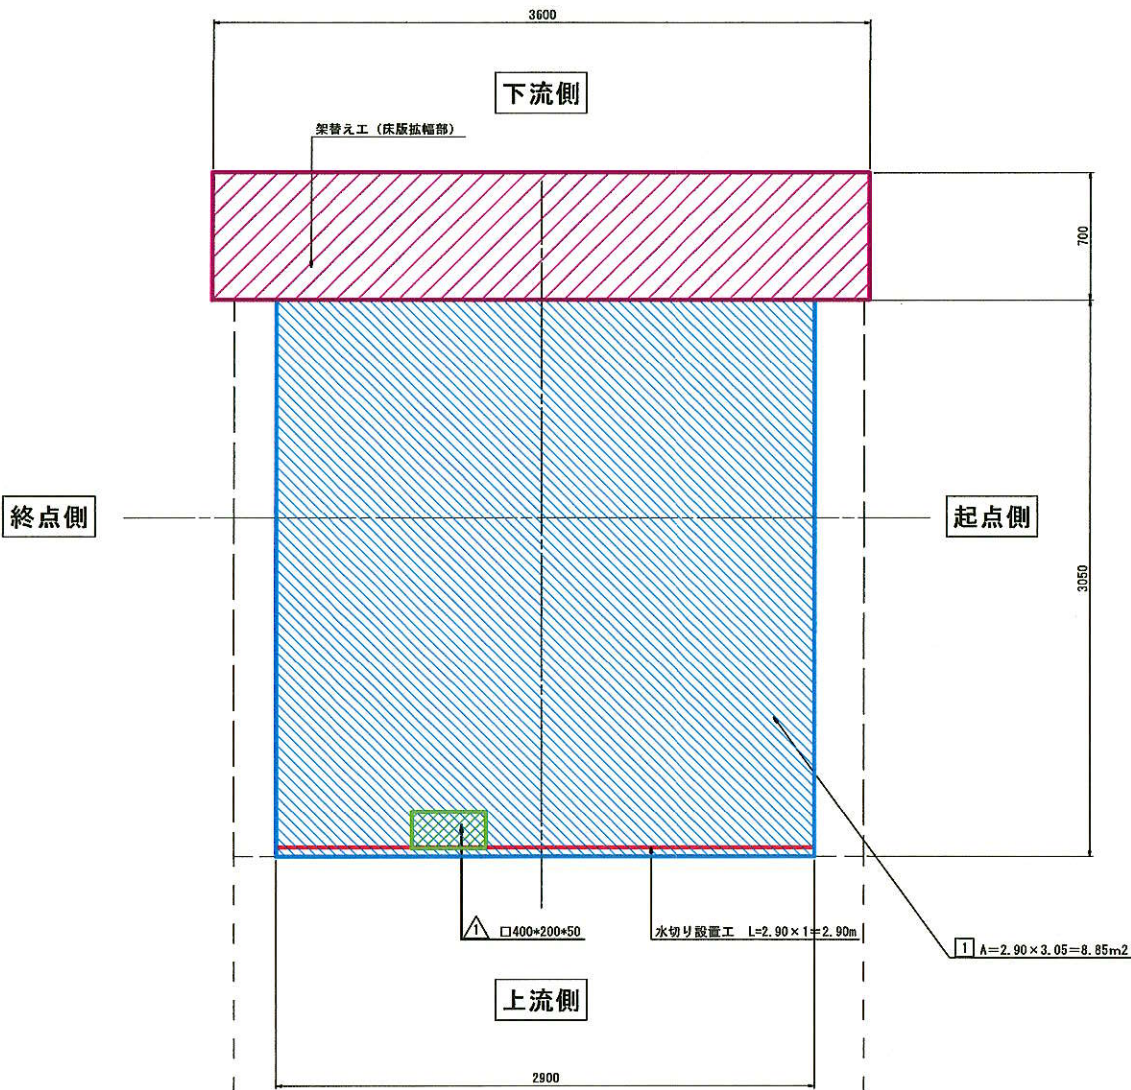 3600
下流側
架替え工（床版拡幅部）
700
終点側
起点側
3050
1 □400*200*50
水切り設置工 L=2.90×1=2.90m
1 A=2.90×3.05=8.85m2
上流側
2900